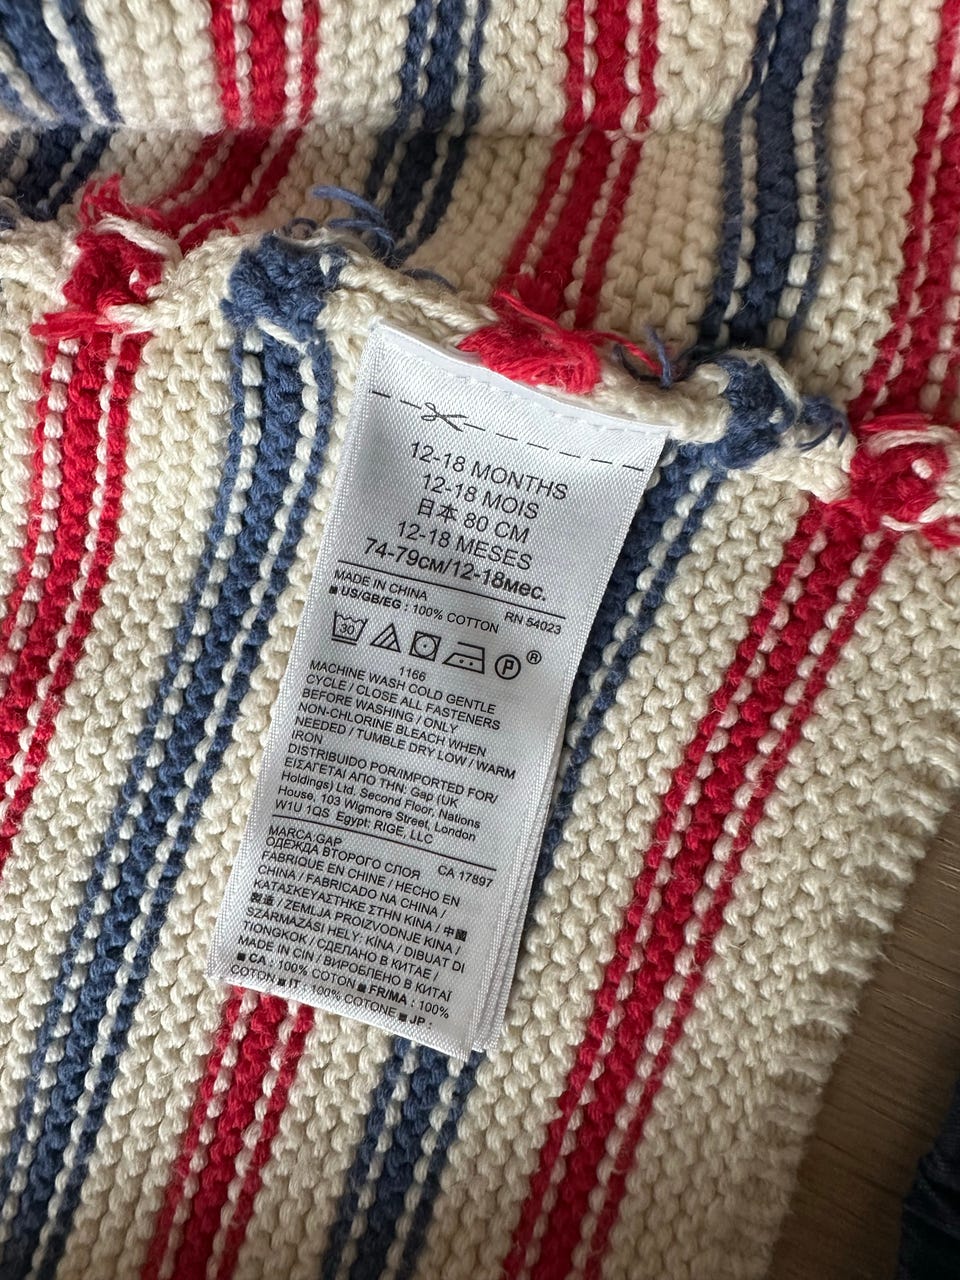 12-18 MONTHS
12-18 MOIS
日本 80 CM
12-18 MESES
74-79см/12-18мес.
MADE IN CHINA
RN 54023
■ US/GB/EG : 100% COTTON
30
P ®
1166
MACHINE WASH COLD GENTLE
CYCLE / CLOSE ALL FASTENERS
BEFORE WASHING / ONLY
NON-CHLORINE BLEACH WHEN
NEEDED / TUMBLE DRY LOW / WARM
IRON
DISTRIBUIDO POR/IMPORTED FOR/
ΕΙΣΑΓΕΤΑΙ ΑΠΟ ΤΗΝ: Gap (UK
Holdings) Ltd. Second Floor, Nations
House, 103 Wigmore Street, London
W1U 1QS Egypt: RIGE, LLC
MARCA:GAP
ОДЕЖДА ВТОРОГО СЛОЯ CA 17897
FABRIQUE EN CHINE / HECHO EN
CHINA / FABRICADO NA CHINA /
ΚΑΤΑΣΚΕΥΑΣΤΗΚΕ ΣΤΗΝ ΚΙΝΑ / 中國
製造 / ZEMLJA PROIZVODNJE KINA /
SZÁRMAZÁSI HELY: KÍNA / DIBUAT DI
TIONGKOK / СДЕЛАНО В КИТАЕ /
MADE IN CIN / ВИРОБЛЕНО В КИТАЇ
■ CA : 100% COTON ■ FR/MA : 100%
COTON ■ IT : 100% COTONE ■ JP :